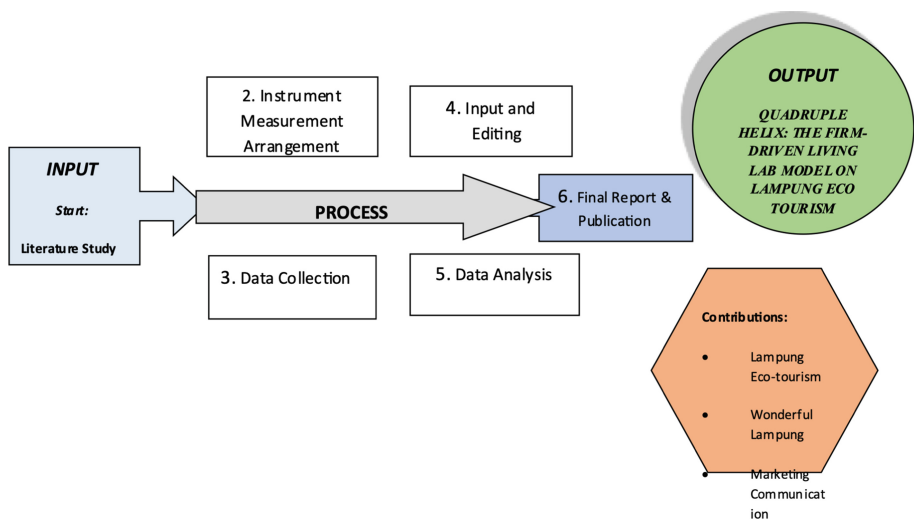 INPUT
Start:
Literature Study
2. Instrument
Measurement
Arrangement
4. Input and
Editing
PROCESS
3. Data Collection
5. Data Analysis
6. Final Report &
Publication
OUTPUT
QUADRUPLE
HELIX: THE FIRM-
DRIVEN LIVING
LAB MODEL ON
LAMPUNG ECO
TOURISM
Contributions:
• Lampung
Eco-tourism
• Wonderful
Lampung
• Marketing
Communicat
ion